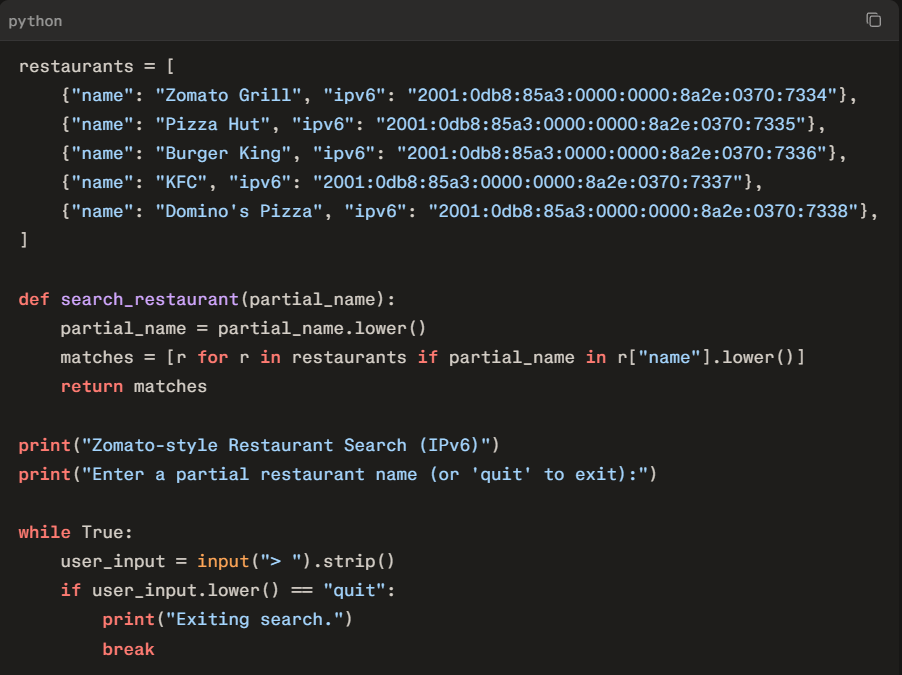 python
restaurants = [
    {"name": "Zomato Grill", "ipv6": "2001:0db8:85a3:0000:0000:8a2e:0370:7334"},
    {"name": "Pizza Hut", "ipv6": "2001:0db8:85a3:0000:0000:8a2e:0370:7335"},
    {"name": "Burger King", "ipv6": "2001:0db8:85a3:0000:0000:8a2e:0370:7336"},
    {"name": "KFC", "ipv6": "2001:0db8:85a3:0000:0000:8a2e:0370:7337"},
    {"name": "Domino's Pizza", "ipv6": "2001:0db8:85a3:0000:0000:8a2e:0370:7338"},
]
def search_restaurant(partial_name):
    partial_name = partial_name.lower()
    matches = [r for r in restaurants if partial_name in r["name"].lower()]
    return matches
print("Zomato-style Restaurant Search (IPv6)")
print("Enter a partial restaurant name (or 'quit' to exit):")
while True:
    user_input = input("> ").strip()
    if user_input.lower() == "quit":
        print("Exiting search.")
        break